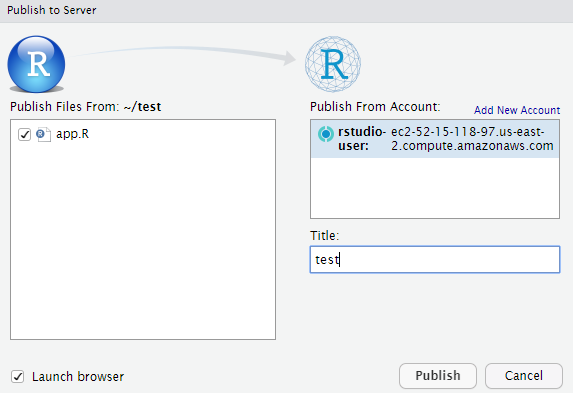 Publish to Server
R
R
Publish Files From: ~/test
app.R
Publish From Account:
Add New Account
rstudio-user: ec2-52-15-118-97.us-east-2.compute.amazonaws.com
Title:
test
Launch browser
Publish
Cancel